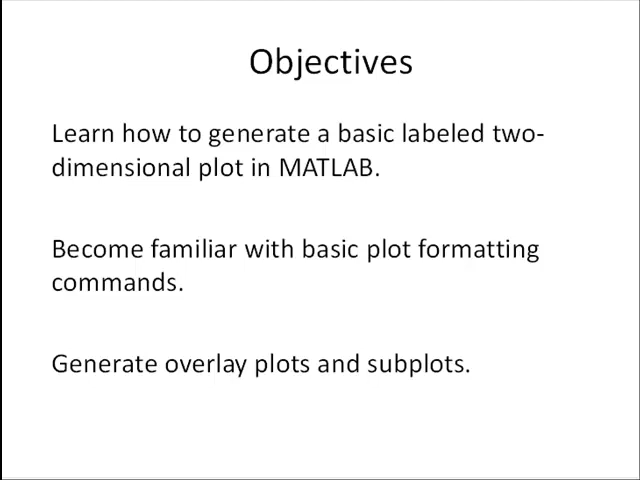 Objectives
Learn how to generate a basic labeled two-
dimensional plot in MATLAB.
Become familiar with basic plot formatting
commands.
Generate overlay plots and subplots.